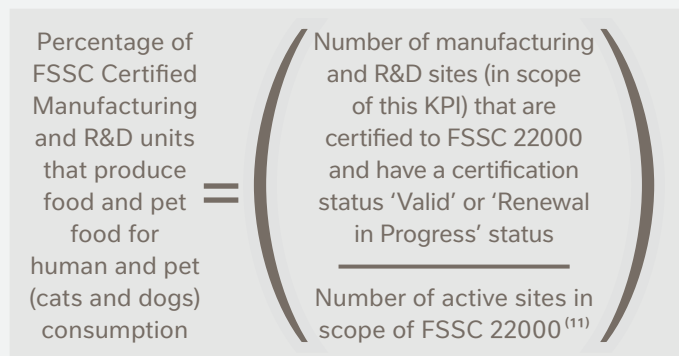 Percentage of
FSSC Certified
Manufacturing
and R&D units
that produce
food and pet
food for
human and pet
(cats and dogs)
consumption
=
Number of manufacturing
and R&D sites (in scope
of this KPI) that are
certified to FSSC 22000
and have a certification
status ‘Valid’ or ‘Renewal
in Progress’ status
Number of active sites in
scope of FSSC 22000(11)